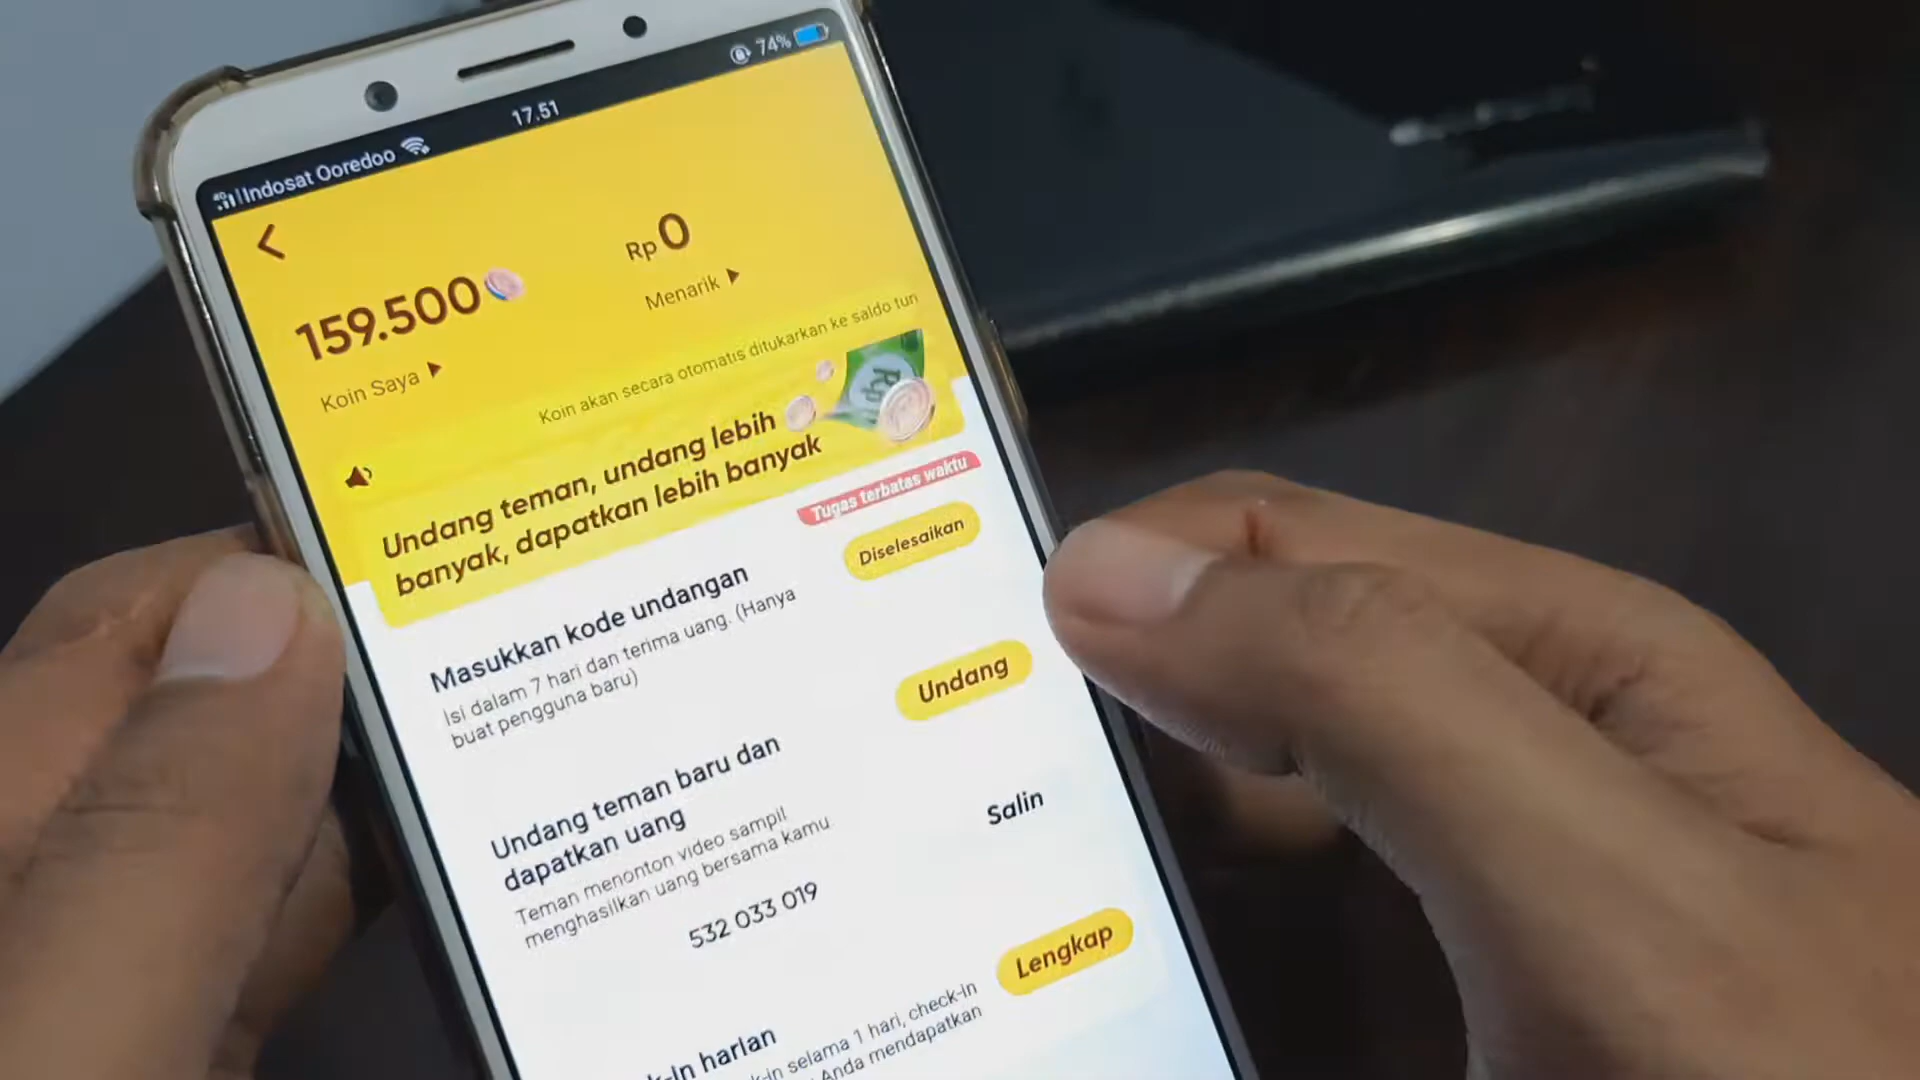 Indosat Ooredoo
17.51
74%
159.500
Rp 0
Koin Saya
Menarik
Koin akan secara otomatis ditukarkan ke saldo tun
Rp
Undang teman, undang lebih
banyak, dapatkan lebih banyak
Tugas terbatas waktu
Masukkan kode undangan
Isi dalam 7 hari dan terima uang. (Hanya
buat pengguna baru)
Diselesaikan
Undang teman baru dan
dapatkan uang
Teman menonton video sampil
menghasilkan uang bersama kamu.
Undang
532 033 019
Salin
k-In harIan
k-in selama 1 hari, check-in
Anda mendapatkan
Lengkap